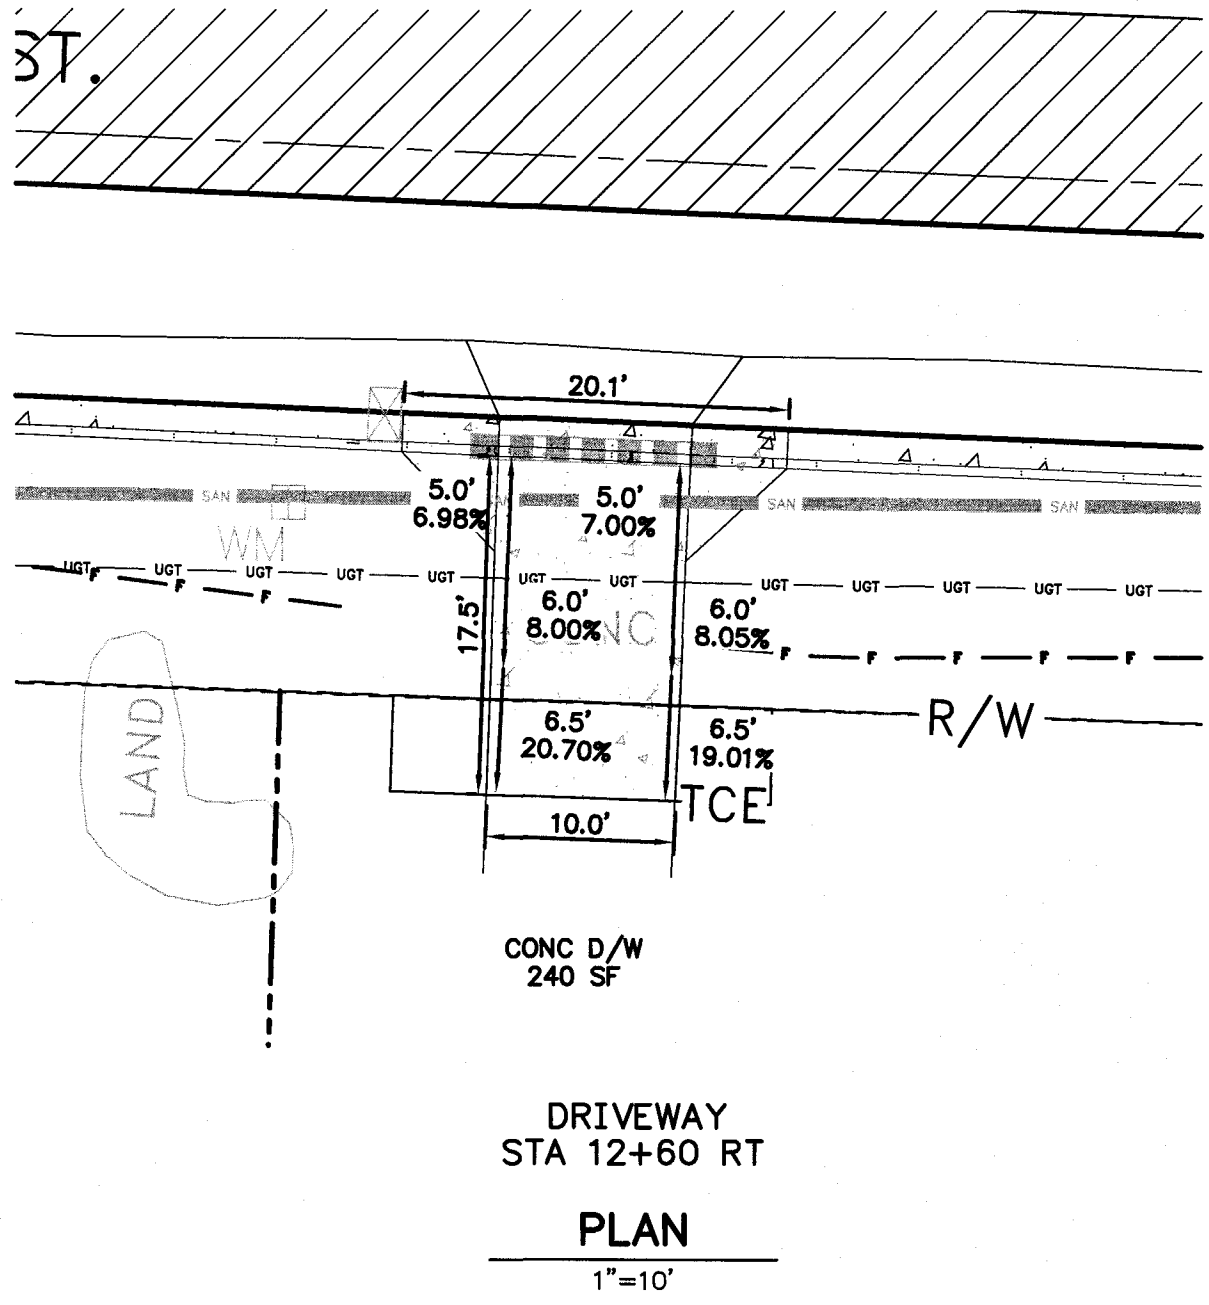 ST.
20.1'
SAN
5.0'
6.98%
5.0'
7.00%
SAN
SAN
WM
UGT
F
UGT
UGT
UGT
UGT
UGT
UGT
UGT
UGT
UGT
UGT
UGT
F
F
17.5'
6.0'
8.00%
CONC
6.0'
8.05%
F
F
F
F
F
LAND
6.5'
20.70%
6.5'
19.01%
R/W
TCE
10.0'
CONC D/W
240 SF
DRIVEWAY
STA 12+60 RT
PLAN
1"=10'